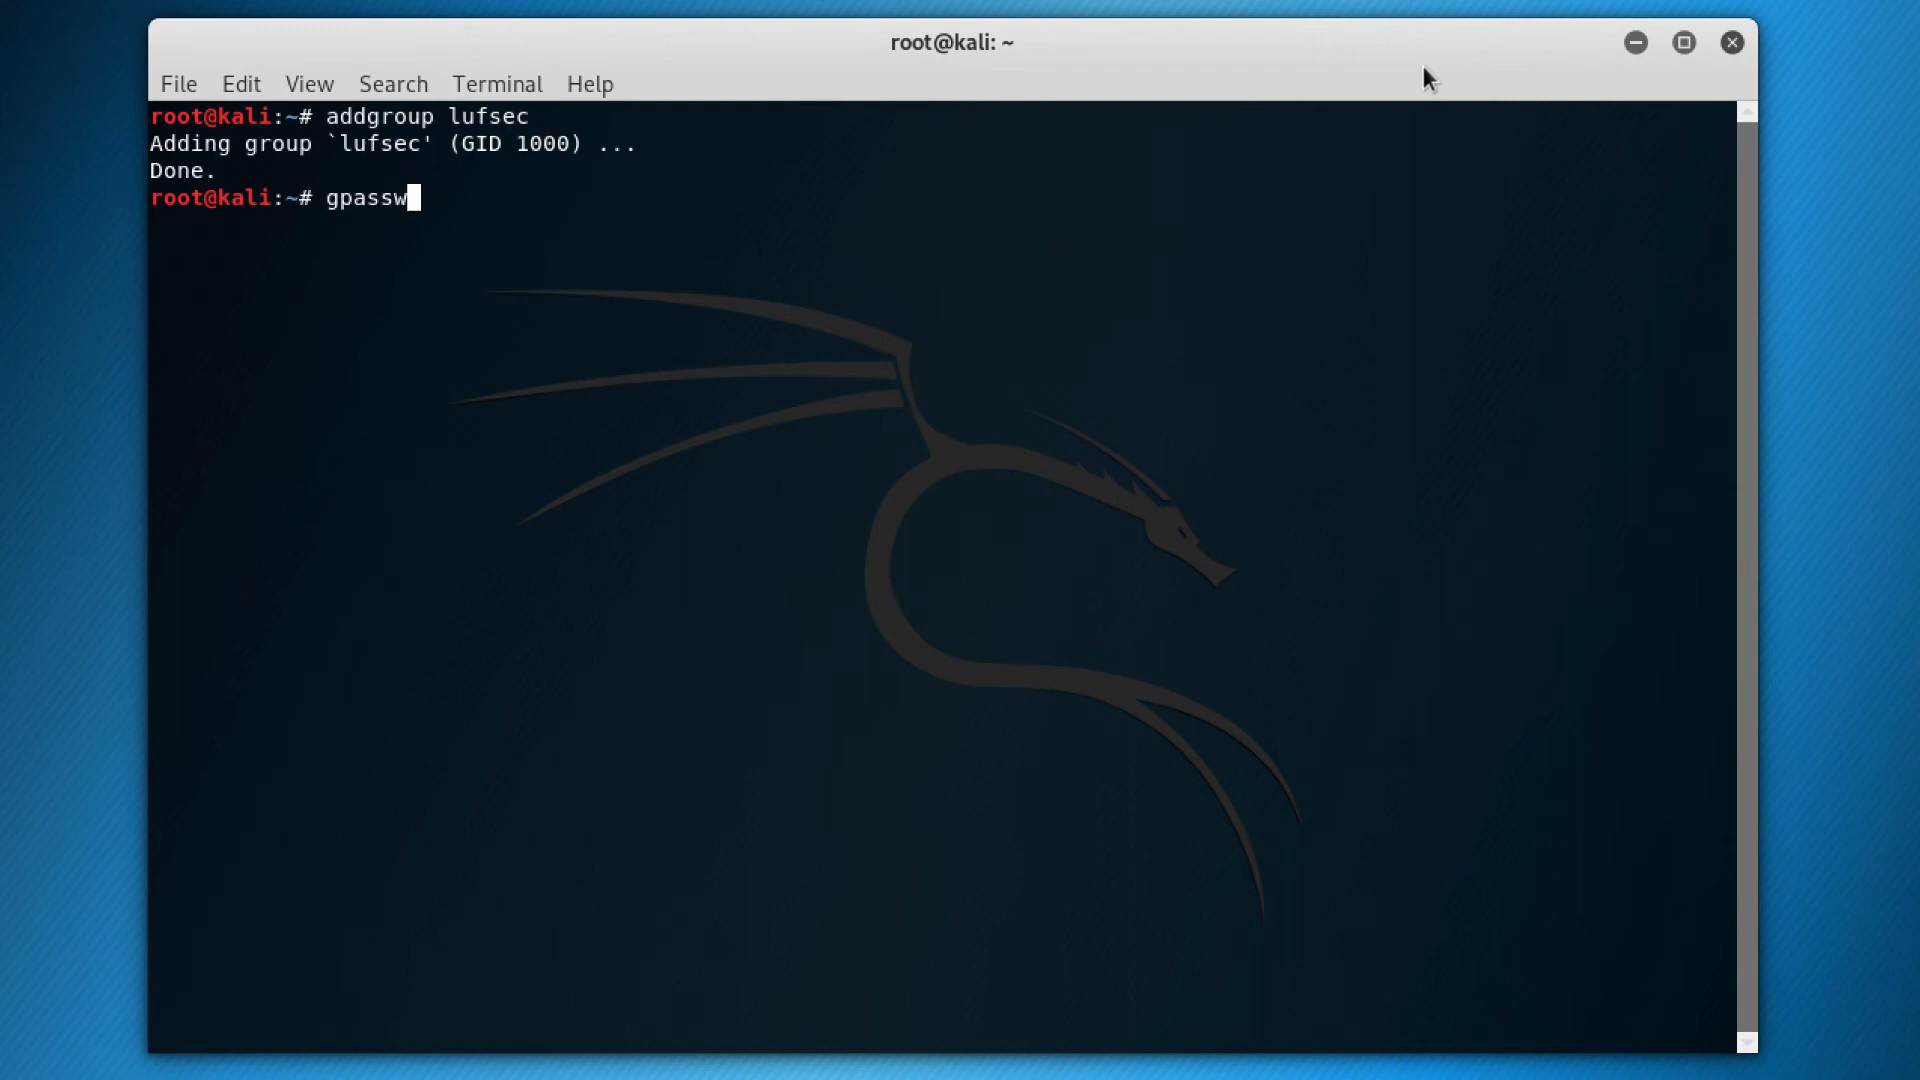 root@kali: ~
File Edit View Search Terminal Help
root@kali:~# addgroup lufsec
Adding group `lufsec' (GID 1000) ...
Done.
root@kali:~# gpassw